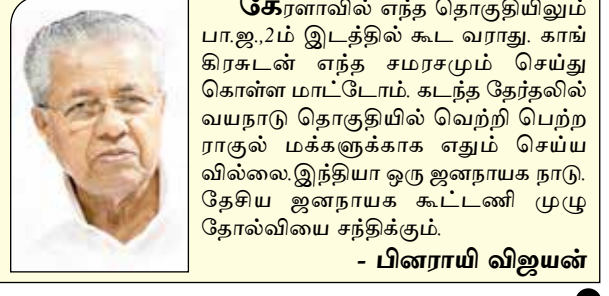 கேரளாவில் எந்த தொகுதியிலும்
பா.ஜ.,2ம் இடத்தில் கூட வராது. காங்
கிரசுடன் எந்த சமரசமும் செய்து
கொள்ள மாட்டோம். கடந்த தேர்தலில்
வயநாடு தொகுதியில் வெற்றி பெற்ற
ராகுல் மக்களுக்காக எதும் செய்ய
வில்லை.இந்தியா ஒரு ஜனநாயக நாடு.
தேசிய ஜனநாயக கூட்டணி முழு
தோல்வியை சந்திக்கும்.
- பினராயி விஜயன்